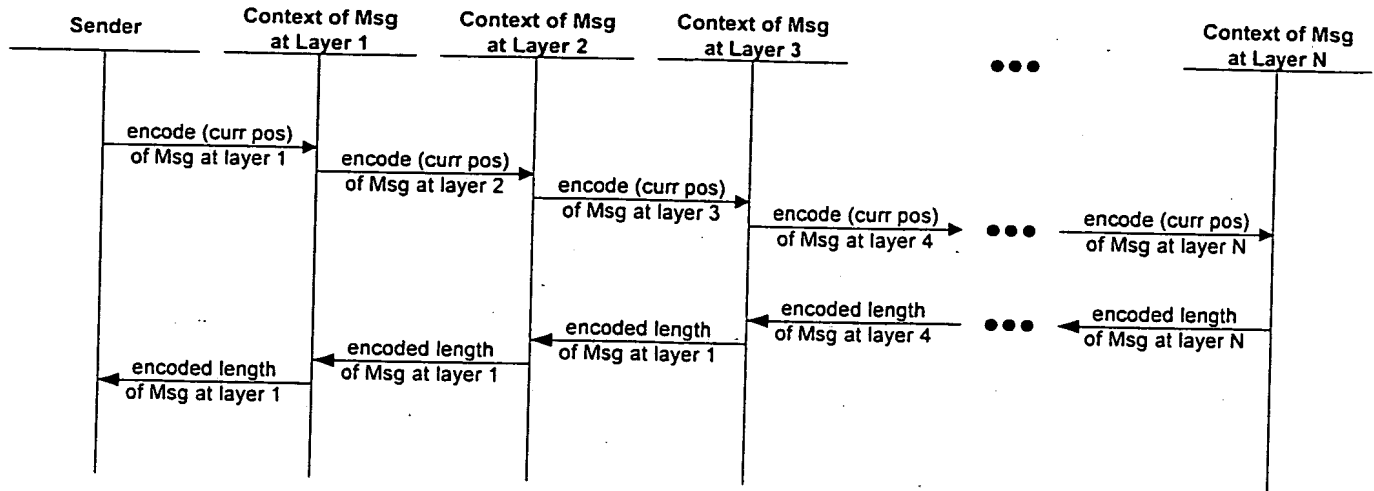 Sender
Context of Msg
at Layer 1
Context of Msg
at Layer 2
Context of Msg
at Layer 3
●●●
Context of Msg
at Layer N
encode (curr pos)
of Msg at layer 1
encode (curr pos)
of Msg at layer 2
encode (curr pos)
of Msg at layer 3
encode (curr pos)
of Msg at layer 4
●●●
encode (curr pos)
of Msg at layer N
encoded length
of Msg at layer N
●●●
encoded length
of Msg at layer 4
encoded length
of Msg at layer 1
encoded length
of Msg at layer 1
encoded length
of Msg at layer 1